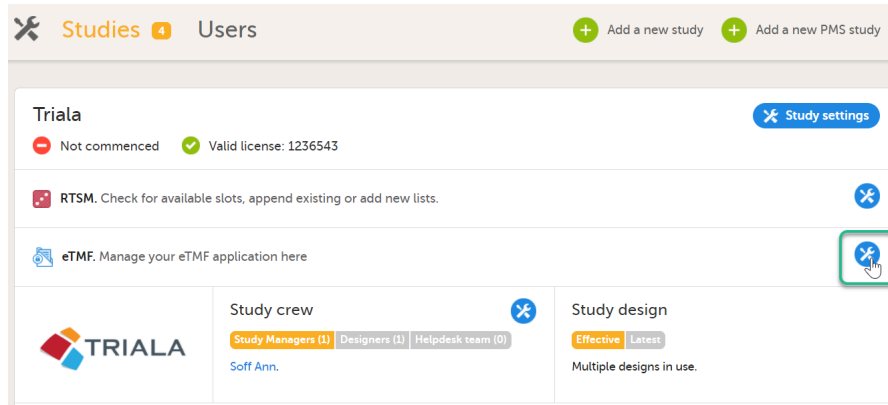 Studies 4 Users Add a new study Add a new PMS study
Triala Study settings
Not commenced Valid license: 1236543
RTSM. Check for available slots, append existing or add new lists.
eTMF. Manage your eTMF application here
Study crew
Study Managers (1) Designers (1) Helpdesk team (0)
Soff Ann.
Study design
Effective Latest
Multiple designs in use.
TRIALA